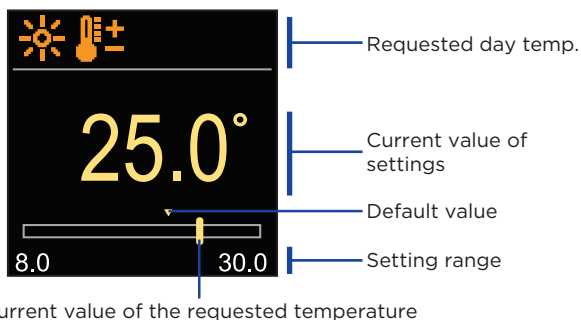 Requested day temp.
25.0°
Current value of
settings
Default value
8.0 30.0
Setting range
urrent value of the requested temperature